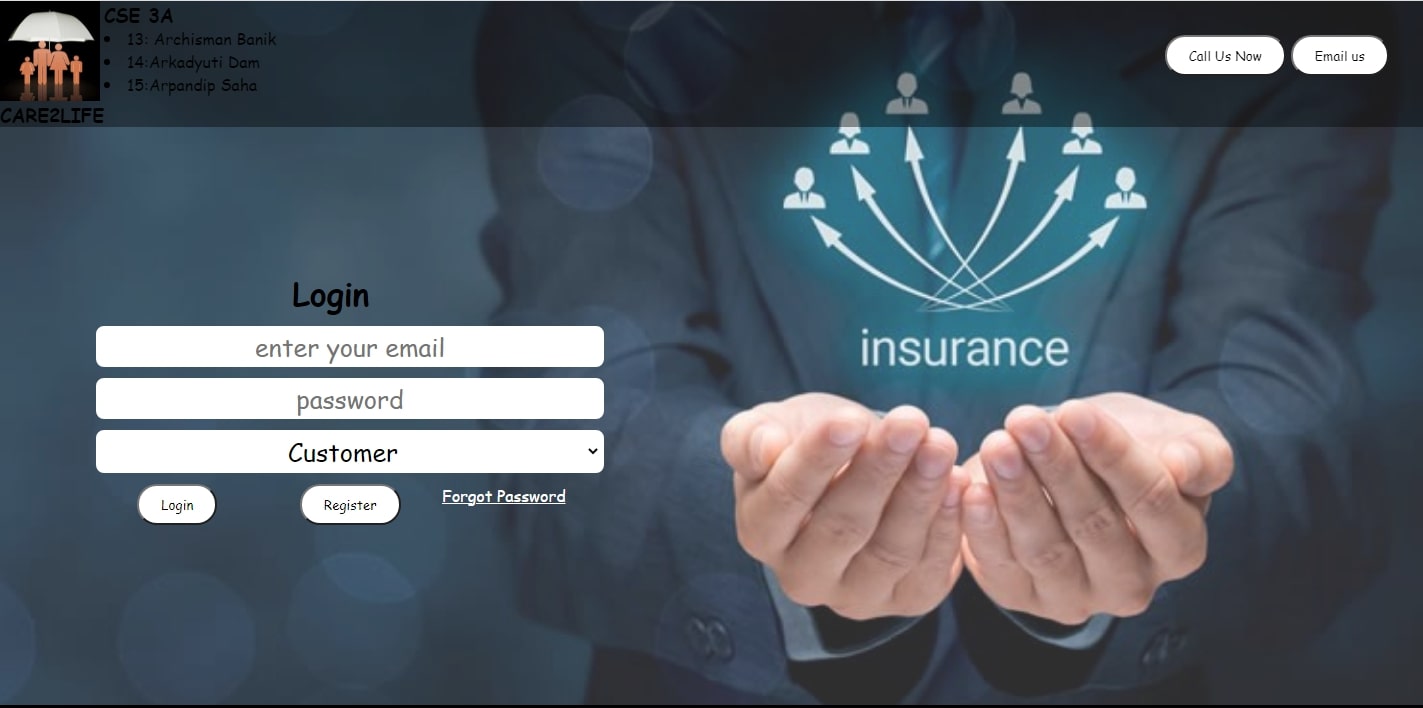 CSE 3A
13: Archisman Banik
14:Arkadyuti Dam
15:Arpandip Saha
CARE2LIFE
Call Us Now
Email us
insurance
Login
enter your email
password
Customer
Login
Register
Forgot Password